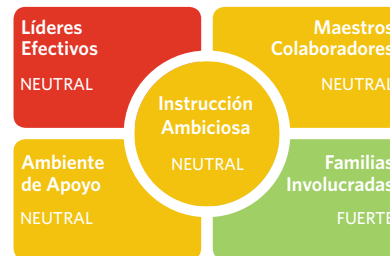 Líderes
Efectivos
NEUTRAL
Maestros
Colaboradores
NEUTRAL
Instrucción
Ambiciosa
NEUTRAL
Ambiente
de Apoyo
NEUTRAL
Familias
Involucradas
FUERTE